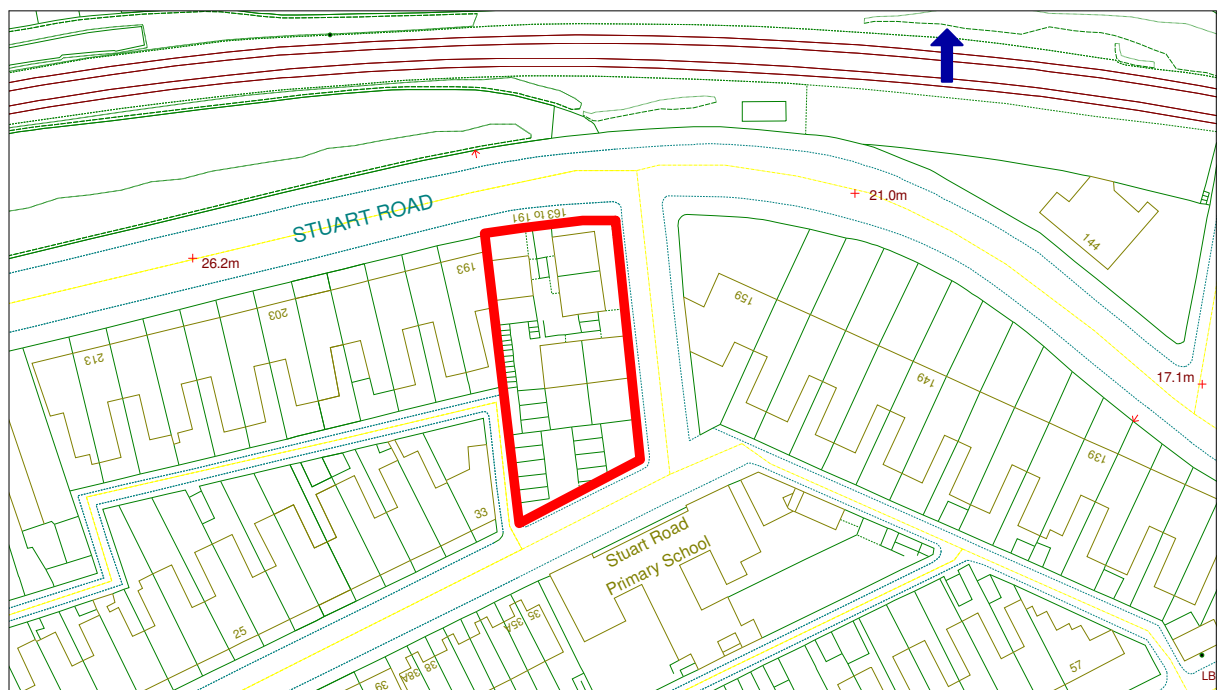 21.0m
144
STUART ROAD
163 to 191
26.2m
193
159
203
213
17.1m
149
139
33
Stuart Road
Primary School
35
35A
25
38
38A
39
57
LB